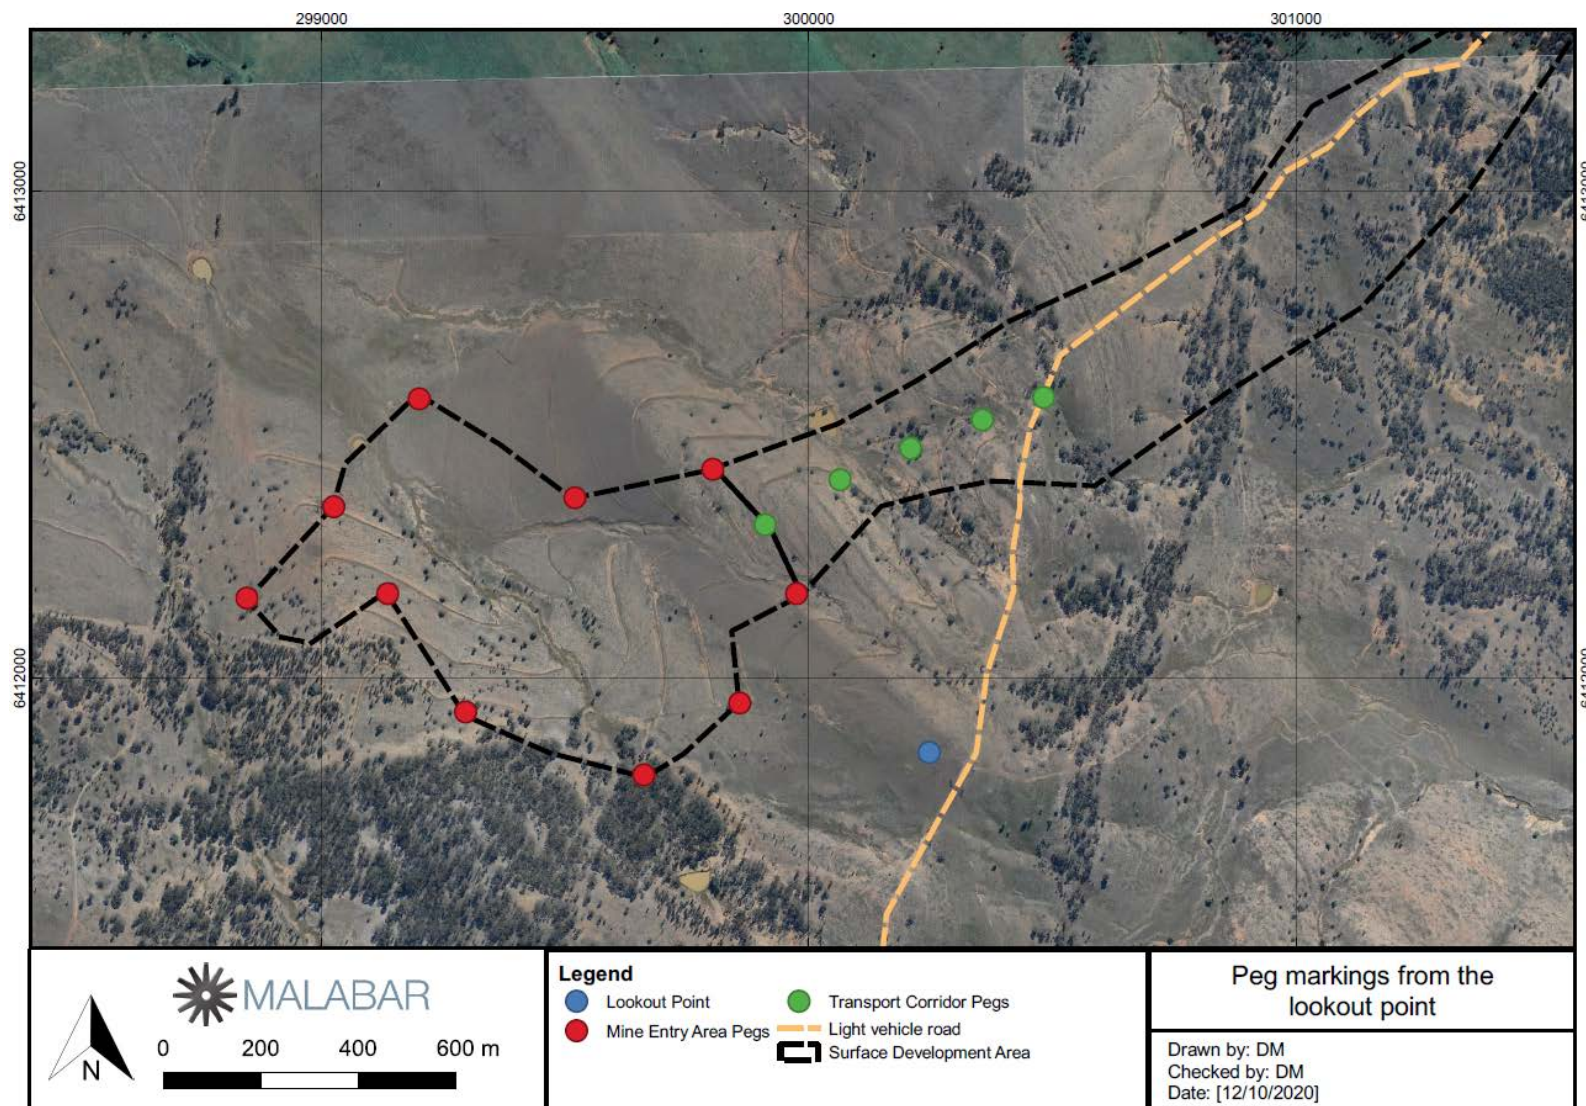 299000
300000
301000
6413000
6413000
6412000
6412000
MALABAR
0 200 400 600 m
N
Legend
Lookout Point
Mine Entry Area Pegs
Transport Corridor Pegs
Light vehicle road
Surface Development Area
Peg markings from the
lookout point
Drawn by: DM
Checked by: DM
Date: [12/10/2020]